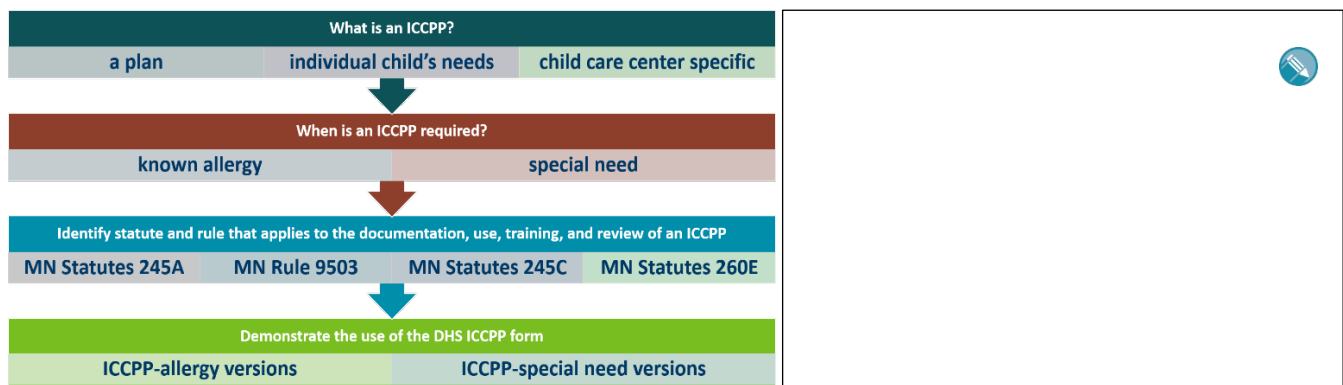 What is an ICCPP?
a plan individual child's needs child care center specific
When is an ICCPP required?
known allergy special need
Identify statute and rule that applies to the documentation, use, training, and review of an ICCPP
MN Statutes 245A MN Rule 9503 MN Statutes 245C MN Statutes 260E
Demonstrate the use of the DHS ICCPP form
ICCPP-allergy versions ICCPP-special need versions